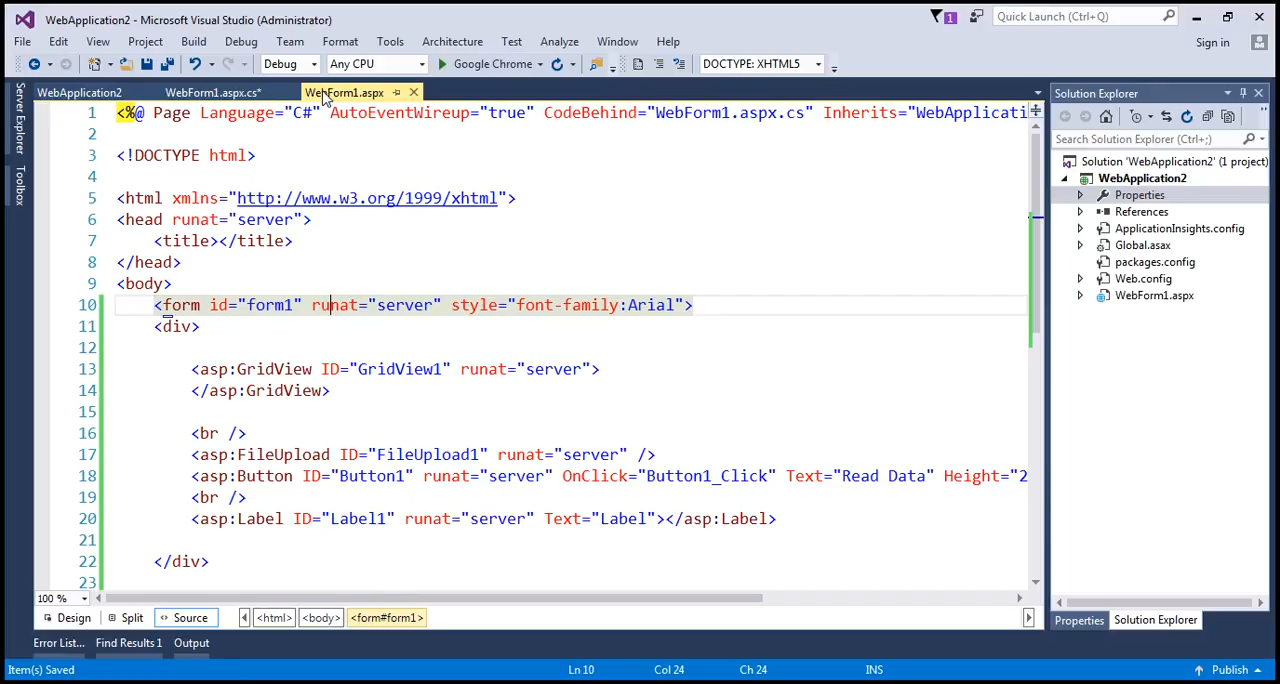 WebApplication2 - Microsoft Visual Studio (Administrator)
1
Quick Launch (Ctrl+Q)
File Edit View Project Build Debug Team Format Tools Architecture Test Analyze Window Help
Sign in
Debug Any CPU Google Chrome DOCTYPE: XHTML5
WebApplication2 WebForm1.aspx.cs* WebForm1.aspx
Server Explorer
Toolbox
1 <%@ Page Language="C#" AutoEventWireup="true" CodeBehind="WebForm1.aspx.cs" Inherits="WebApplicati
2
3 <!DOCTYPE html>
4
5 <html xmlns="http://www.w3.org/1999/xhtml">
6 <head runat="server">
7 <title></title>
8 </head>
9 <body>
10 <form id="form1" runat="server" style="font-family:Arial">
11 <div>
12
13 <asp:GridView ID="GridView1" runat="server">
14 </asp:GridView>
15
16 <br />
17 <asp:FileUpload ID="FileUpload1" runat="server" />
18 <asp:Button ID="Button1" runat="server" OnClick="Button1_Click" Text="Read Data" Height="2
19 <br />
20 <asp:Label ID="Label1" runat="server" Text="Label"></asp:Label>
21
22 </div>
23
100 %
Design Split Source <html> <body> <form#form1>
Solution Explorer
Search Solution Explorer (Ctrl+;)
Solution 'WebApplication2' (1 project)
WebApplication2
Properties
References
ApplicationInsights.config
Global.asax
packages.config
Web.config
WebForm1.aspx
Properties Solution Explorer
Error List... Find Results 1 Output
Item(s) Saved Ln 10 Col 24 Ch 24 INS Publish